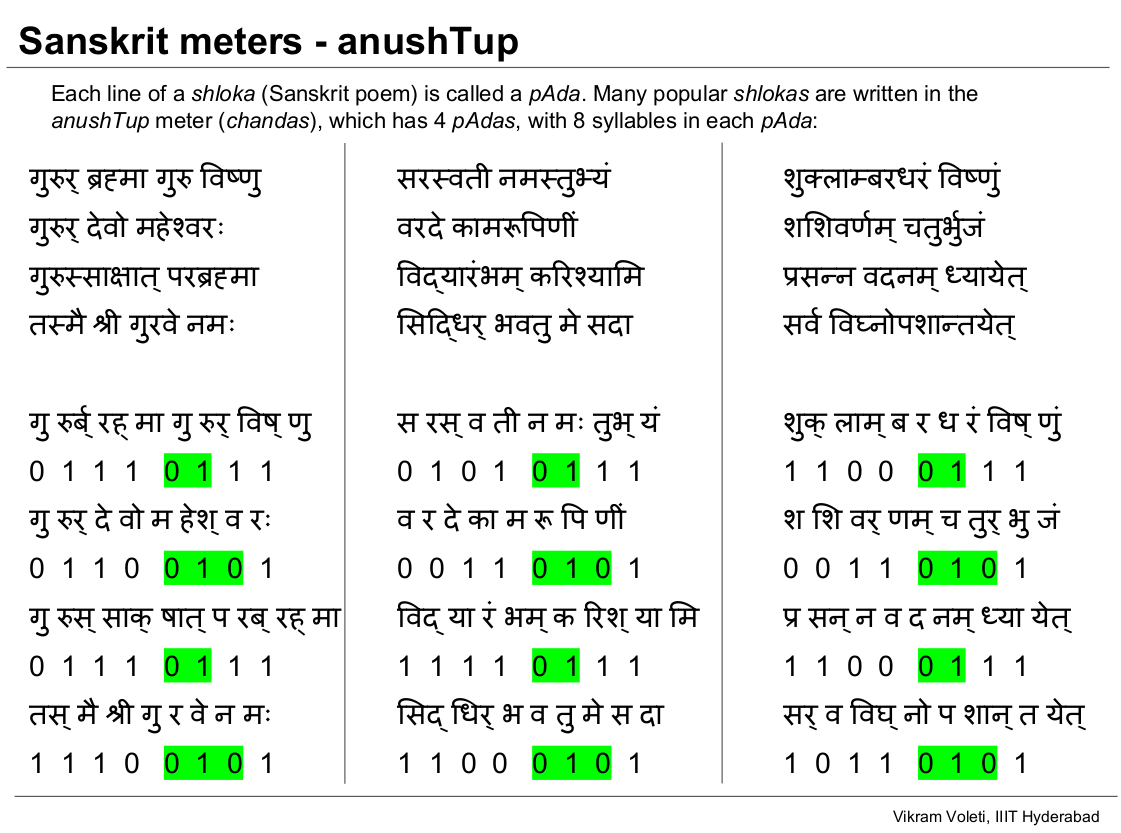 Sanskrit meters - anushTup
Each line of a shloka (Sanskrit poem) is called a pAda. Many popular shlokas are written in the
anushTup meter (chandas), which has 4 pAdas, with 8 syllables in each pAda:
गुरुर् ब्रह्मा गुरु विष्णु
गुरुर् देवो महेश्वरः
गुरुस्साक्षात् परब्रह्मा
तस्मै श्री गुरवे नमः
गु रुर्ब् रह् मा गु रुर् विष् णु
0 1 1 1 0 1 1 1
गु रुर् दे वो म हेश् व रः
0 1 1 0 0 1 0 1
गु रुस् साक् षात् प रब् रह् मा
0 1 1 1 0 1 1 1
तस् मै श्री गु र वे न मः
1 1 1 0 0 1 0 1
सरस्वती नमस्तुभ्यं
वरदे कामरूपिणीं
विद्यारंभम् करिश्यामि
सिद्धिर् भवतु मे सदा
स रस् व ती न मः तुभ् यं
0 1 0 1 0 1 1 1
व र दे का म रू पि णीं
0 0 1 1 0 1 0 1
विद् या रं भम् क रिश् या मि
1 1 1 1 0 1 1 1
सिद् धिर् भ व तु मे स दा
1 1 0 0 0 1 0 1
शुक्लाम्बरधरं विष्णुं
शशिवर्णम् चतुर्भुजं
प्रसन्न वदनम् ध्यायेत्
सर्व विघ्नोपशान्तयेत्
शुक् लाम् ब र ध रं विष् णुं
1 1 0 0 0 1 1 1
श शि वर् णम् च तुर् भु जं
0 0 1 1 0 1 0 1
प्र सन् न व द नम् ध्या येत्
1 1 0 0 0 1 1 1
सर् व विघ् नो प शान् त येत्
1 0 1 1 0 1 0 1
Vikram Voleti, IIIT Hyderabad